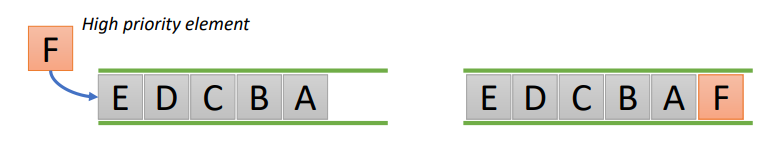 High priority element
F
E D C B A
E D C B A F